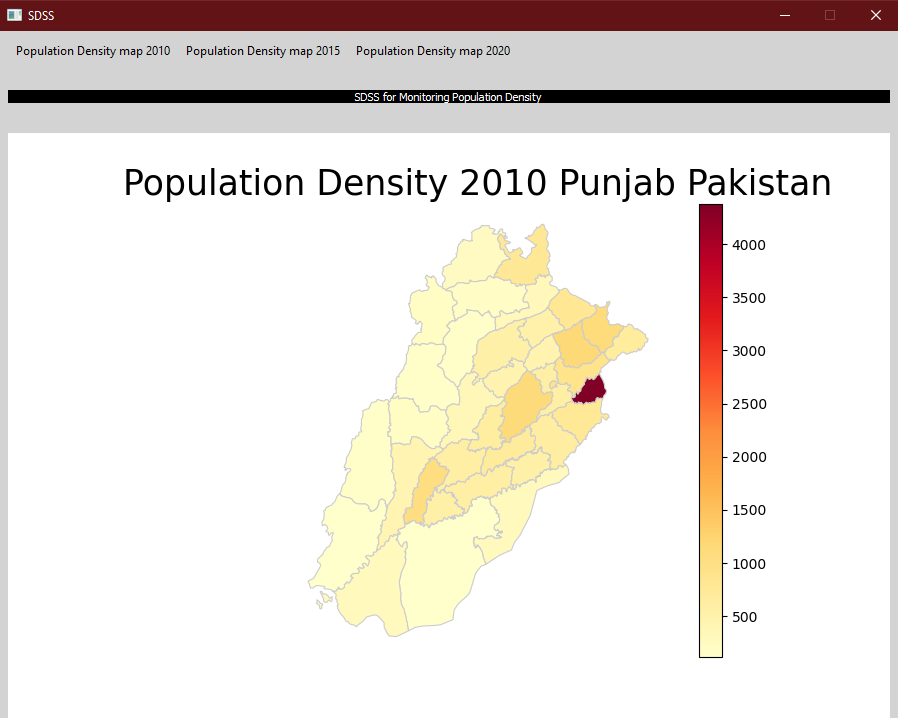 SDSS
Population Density map 2010 Population Density map 2015 Population Density map 2020
SDSS for Monitoring Population Density
Population Density 2010 Punjab Pakistan
4000
3500
3000
2500
2000
1500
1000
500